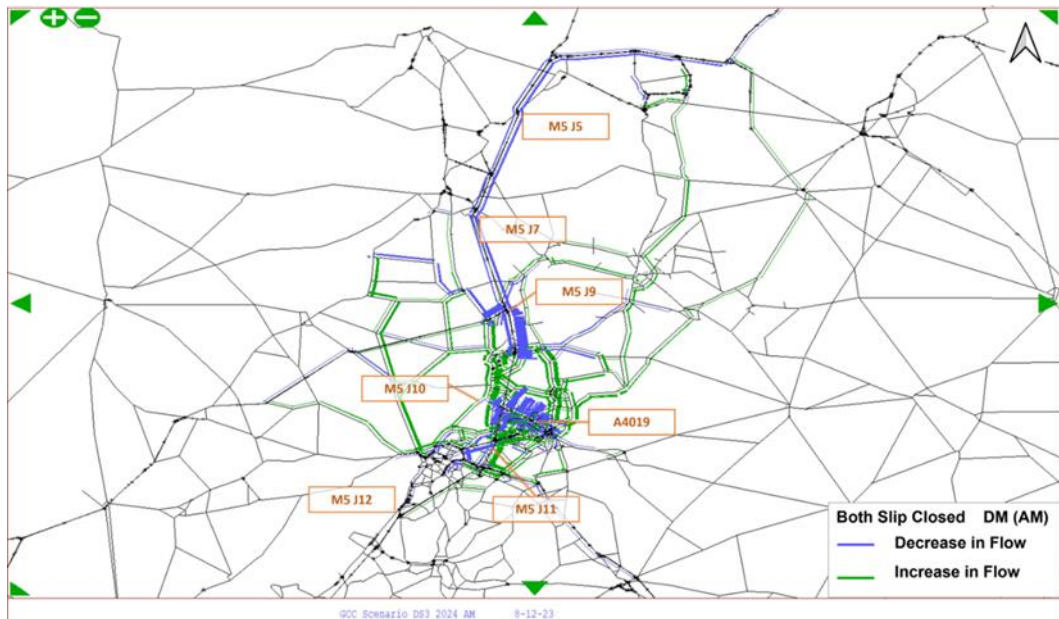 M5 J5
M5 J7
M5 J9
M5 J10
A4019
M5 J12
M5 J11
Both Slip Closed DM (AM)
Decrease in Flow
Increase in Flow
GCC Scenario DS3 2024 AM 8-12-23